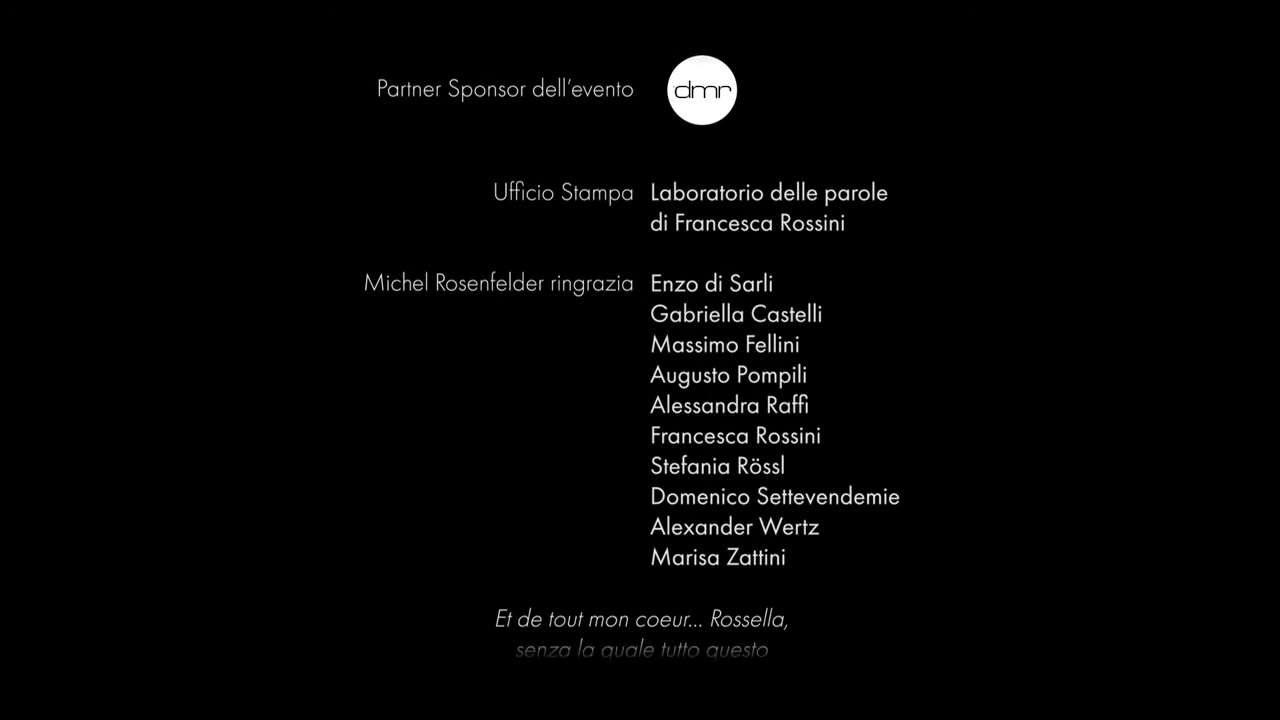 Partner Sponsor dell'evento dmr
Ufficio Stampa Laboratorio delle parole
di Francesca Rossini
Michel Rosenfelder ringrazia Enzo di Sarli
Gabriella Castelli
Massimo Fellini
Augusto Pompili
Alessandra Raffi
Francesca Rossini
Stefania Rössl
Domenico Settevendemie
Alexander Wertz
Marisa Zattini
Et de tout mon coeur... Rossella,
senza la quale tutto questo